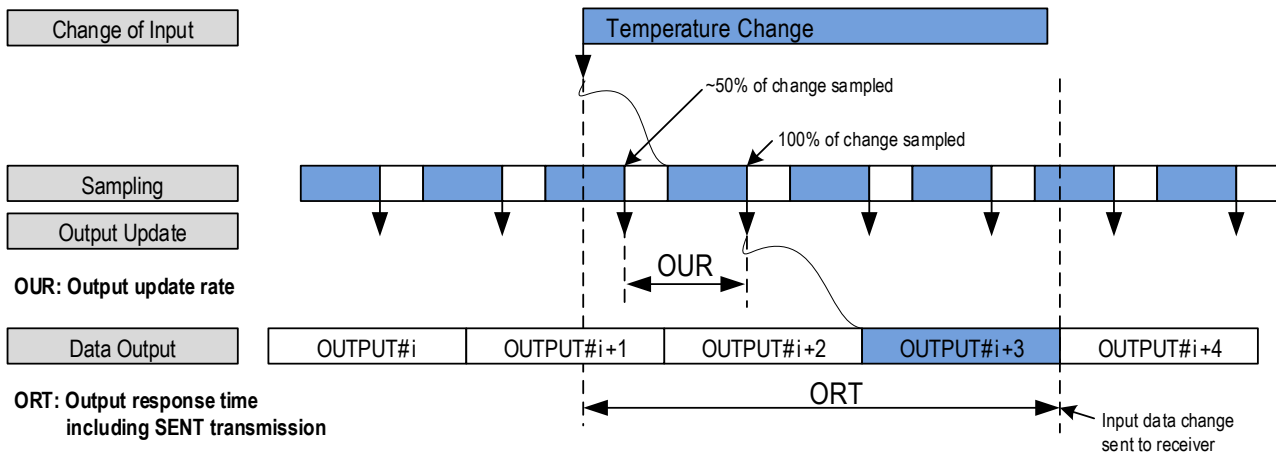 Change of Input
Temperature Change
~50% of change sampled
100% of change sampled
Sampling
Output Update
OUR
OUR: Output update rate
Data Output
OUTPUT#i
OUTPUT#i+1
OUTPUT#i+2
OUTPUT#i+3
OUTPUT#i+4
ORT
ORT: Output response time
including SENT transmission
Input data change
sent to receiver